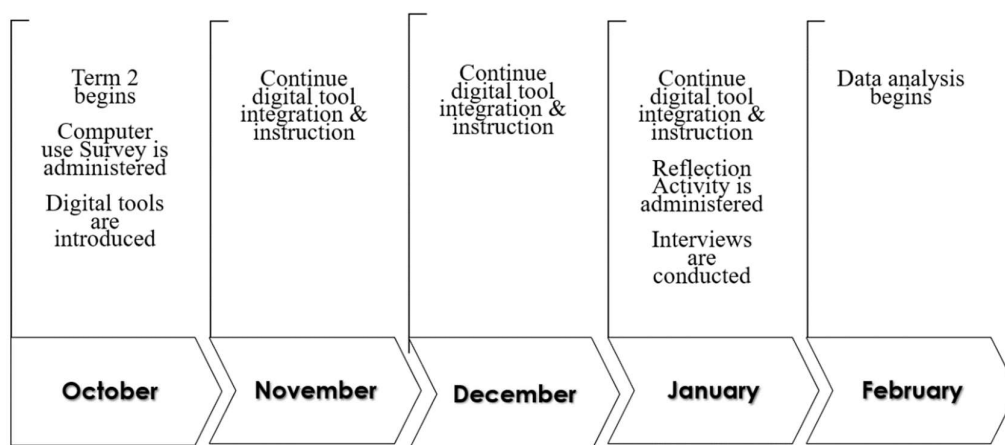 Term 2
begins
Computer
use Survey is
administered
Digital tools
are
introduced
Continue
digital tool
integration &
instruction
Continue
digital tool
integration &
instruction
Continue
digital tool
integration &
instruction
Reflection
Activity is
administered
Interviews
are
conducted
Data analysis
begins
October
November
December
January
February